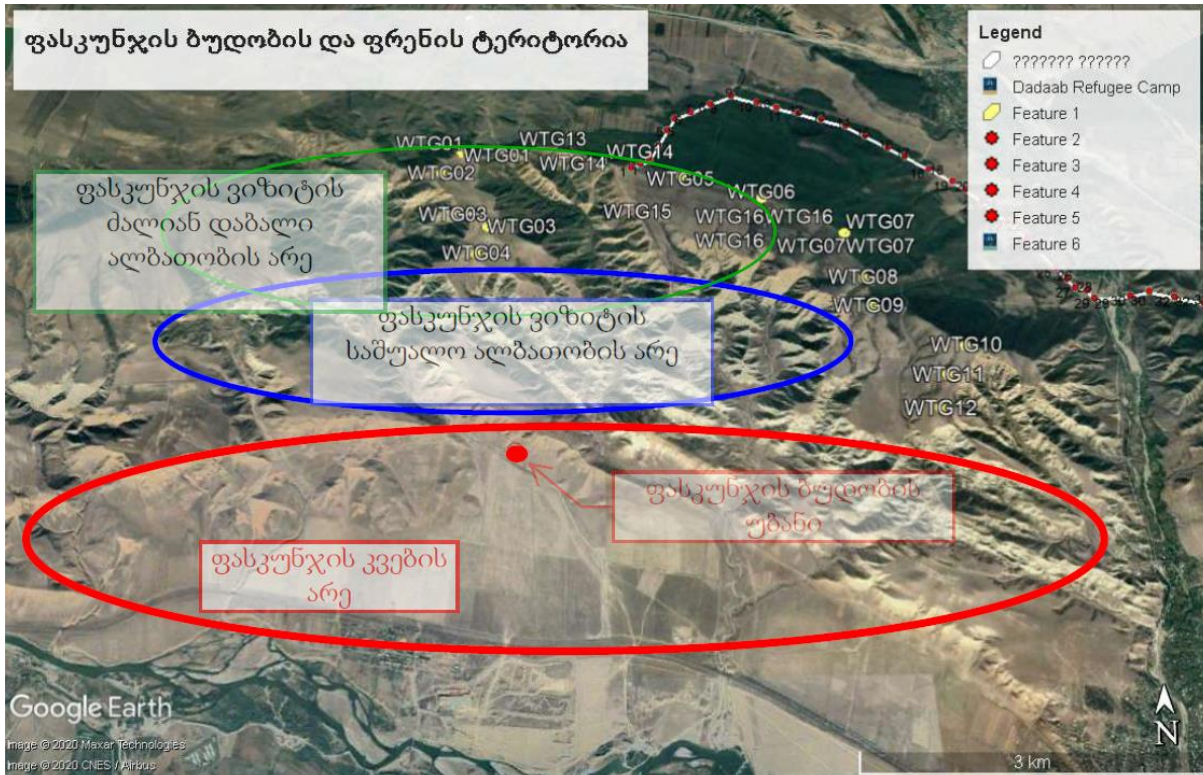 ფასკუნჯის ბუდობის და ფრენის ტერიტორია
Legend
??????? ??????
Dadaab Refugee Camp
Feature 1
Feature 2
Feature 3
Feature 4
Feature 5
Feature 6
WTG01
WTG01
WTG02
WTG13
WTG14
WTG14
WTG05
WTG06
WTG03
WTG03
WTG04
WTG15
WTG16
WTG16
WTG16
WTG07
WTG07
WTG07
WTG08
WTG09
WTG10
WTG11
WTG12
ფასკუნჯის ვიზიტის
ძალიან დაბალი
ალბათობის არე
ფასკუნჯის ვიზიტის
საშუალო ალბათობის არე
ფასკუნჯის ბუდობის
უბანი
ფასკუნჯის კვების
არე
Google Earth
Image © 2020 Maxar Technologies
Image © 2020 CNES / Airbus
N
3 km